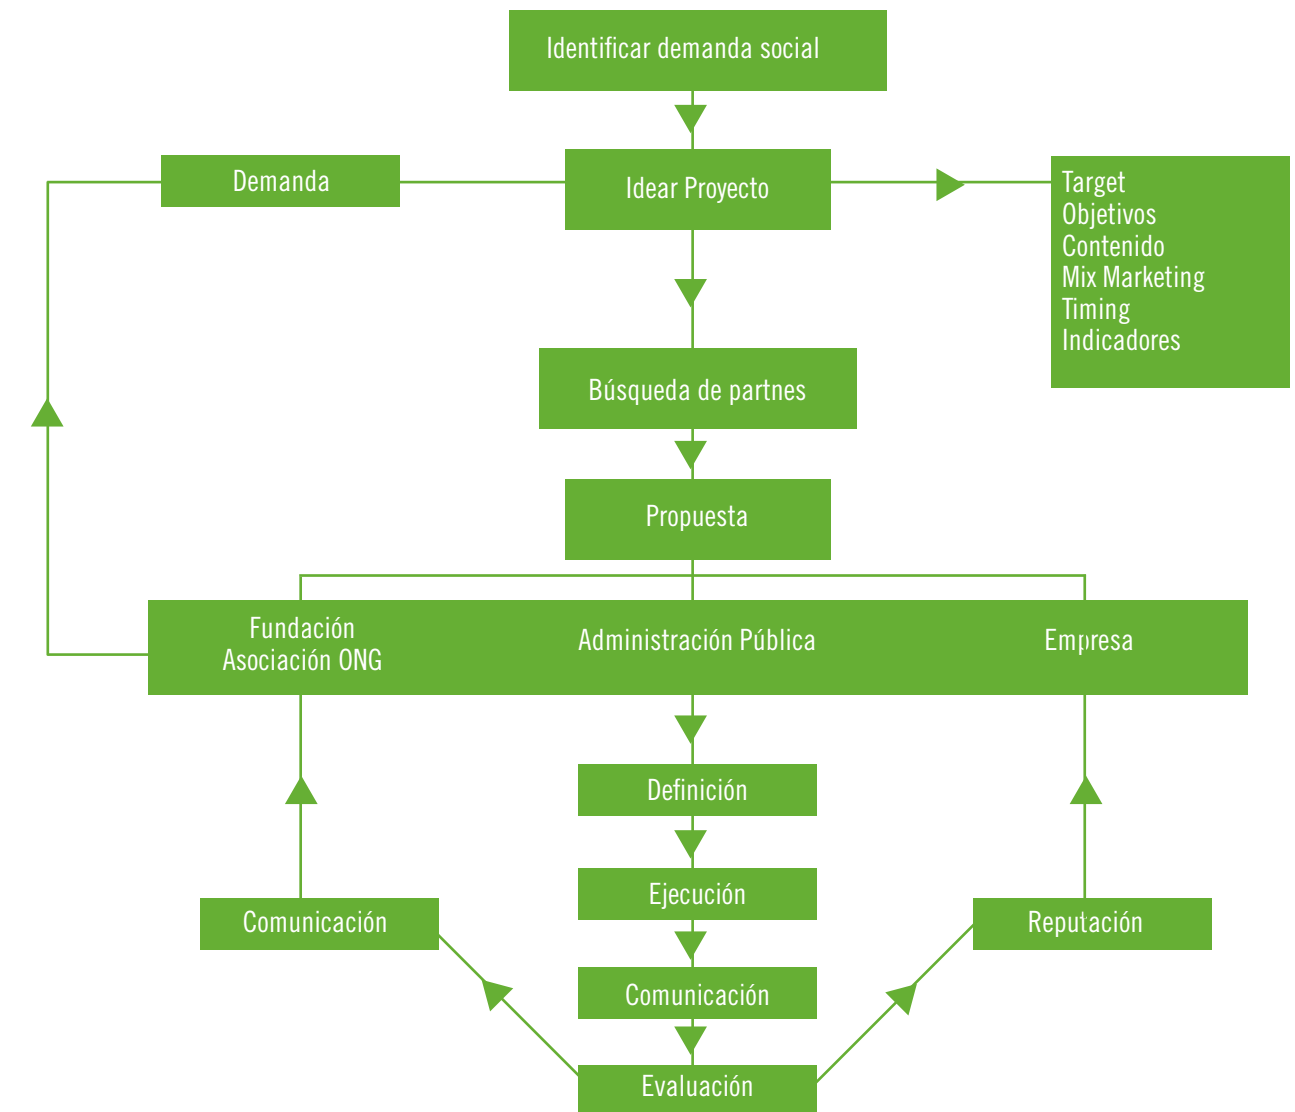 Identificar demanda social
Demanda
Idear Proyecto
Target
Objetivos
Contenido
Mix Marketing
Timing
Indicadores
Búsqueda de partnes
Propuesta
Fundación
Asociación ONG
Administración Pública
Empresa
Definición
Ejecución
Comunicación
Reputación
Comunicación
Evaluación